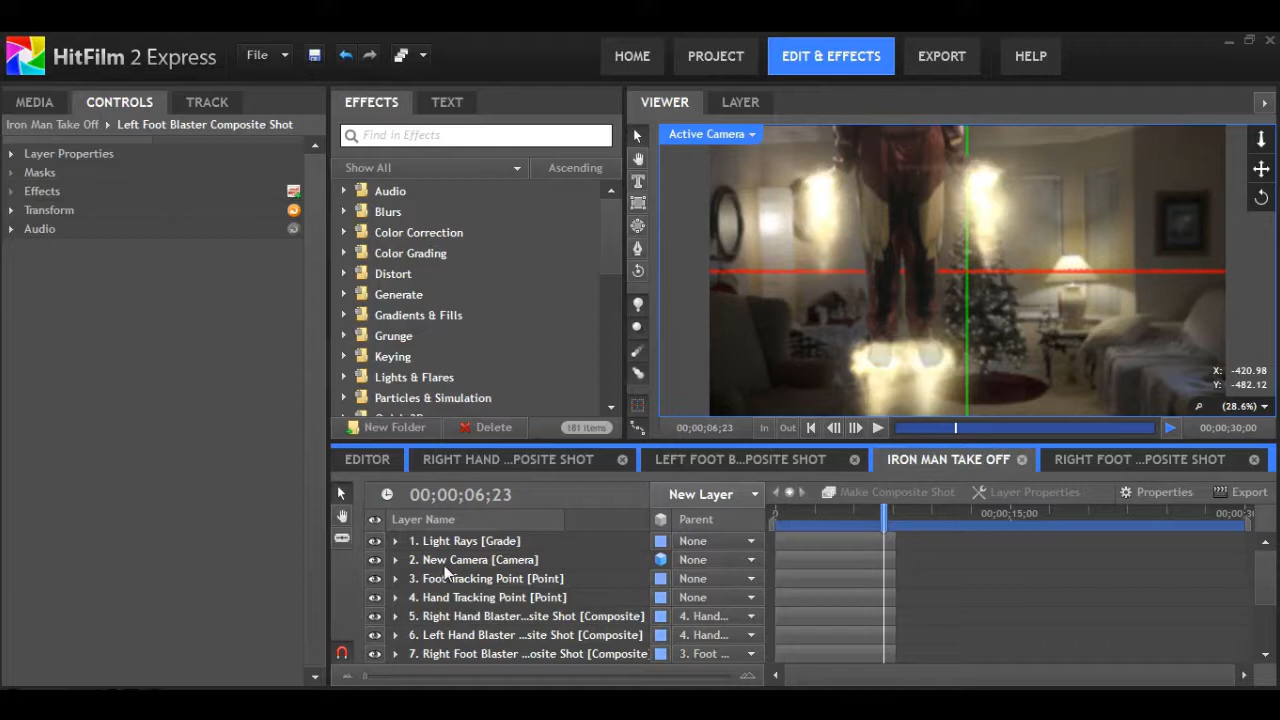 HitFilm 2 Express
File
HOME
PROJECT
EDIT & EFFECTS
EXPORT
HELP
MEDIA
CONTROLS
TRACK
EFFECTS
TEXT
VIEWER
LAYER
Iron Man Take Off
Left Foot Blaster Composite Shot
Find in Effects
Active Camera
Layer Properties
Masks
Effects
Transform
Audio
Show All
Ascending
Audio
Blurs
Color Correction
Color Grading
Distort
Generate
Gradients & Fills
Grunge
Keying
Lights & Flares
Particles & Simulation
X: -420.98
Y: -482.12
(28.6%)
New Folder
Delete
181 items
00;00;06;23
In
Out
00;00;30;00
EDITOR
RIGHT HAND ...POSITE SHOT
LEFT FOOT B...POSITE SHOT
IRON MAN TAKE OFF
RIGHT FOOT ...POSITE SHOT
00;00;06;23
New Layer
Make Composite Shot
Layer Properties
Properties
Export
Layer Name
Parent
0
00;00;15;00
00;00;3
1. Light Rays [Grade]
None
2. New Camera [Camera]
None
3. Foot Tracking Point [Point]
None
4. Hand Tracking Point [Point]
None
5. Right Hand Blaster...site Shot [Composite]
4. Hand...
6. Left Hand Blaster ...site Shot [Composite]
4. Hand...
7. Right Foot Blaster ...osite Shot [Composite
3. Foot ...